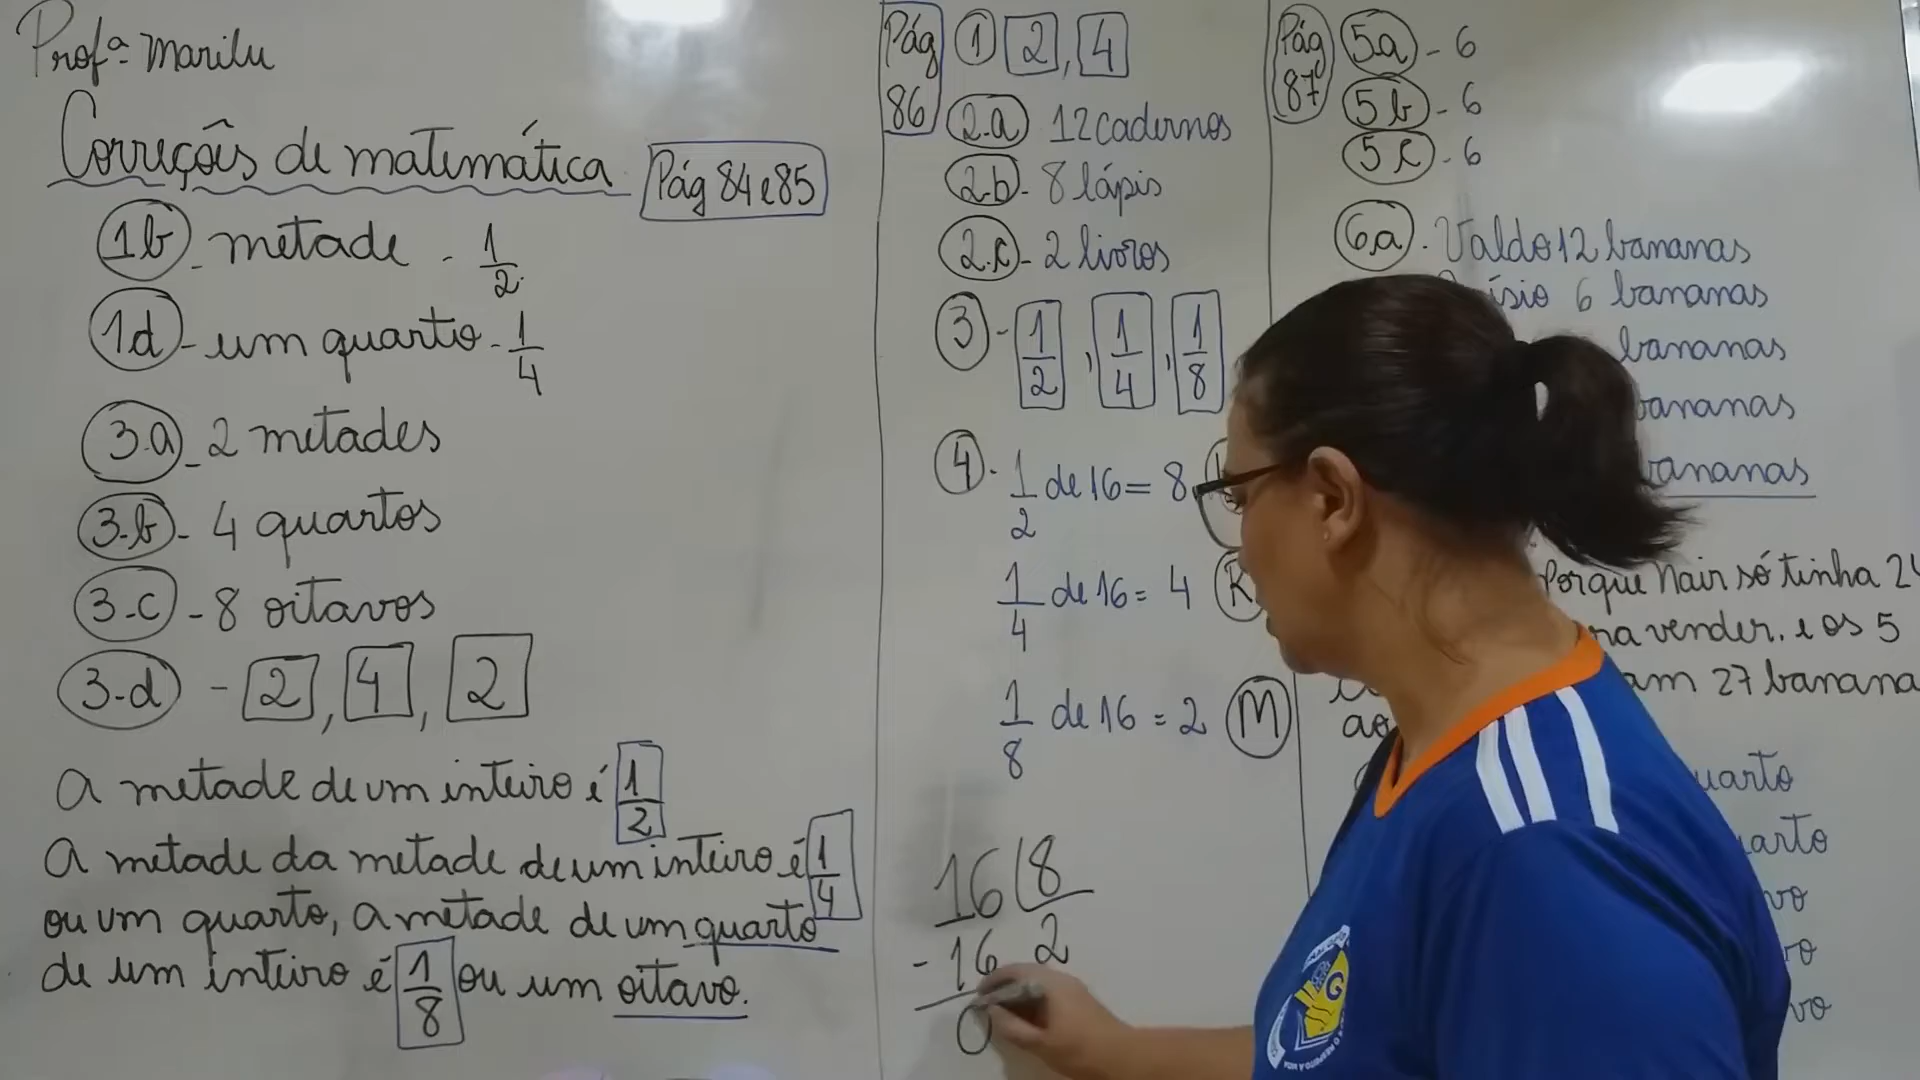 Profª Marilu
Correções de matemática Pág 84 e 85
1b - metade - 1/2
1d - um quarto - 1/4
3-a - 2 metades
3-b - 4 quartos
3-c - 8 oitavos
3-d - 2, 4, 2
A metade de um inteiro é 1/2
A metade da metade de um inteiro é 1/4
ou um quarto, a metade de um quarto
de um inteiro é 1/8 ou um oitavo.
Pág 86
1 2, 4
2-a 12 cadernos
2-b - 8 lápis
2-c - 2 livros
3 - 1/2, 1/4, 1/8
4 - 1/2 de 16 = 8
1/4 de 16 = 4 R
1/8 de 16 = 2 M
16 8
- 16 2
0
Pág 87
5a - 6
5b - 6
5c - 6
6a - Valdo 12 bananas
6 bananas
bananas
Porque Nair só tinha
vender. e os 5
27
ao